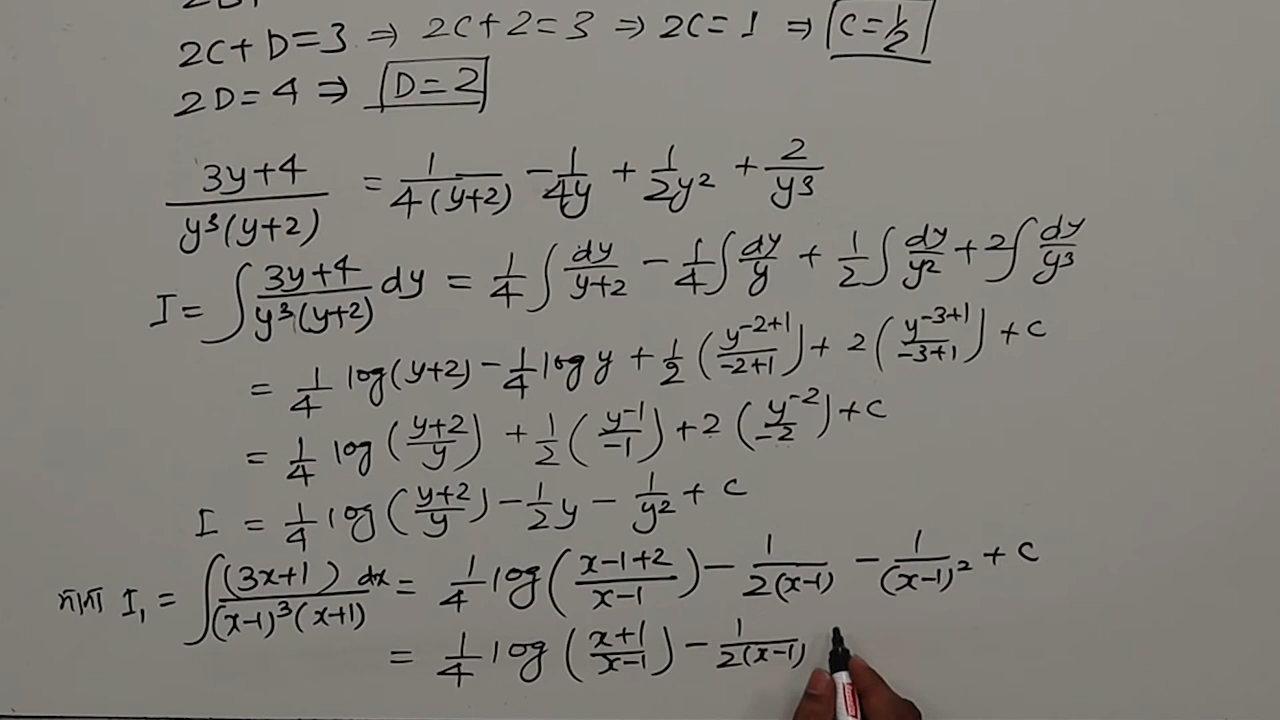 2C+D=3 ⇒ 2C+2=3 ⇒ 2C=1 ⇒ C=1/2
2D=4 ⇒ D=2
(3y+4)/(y³(y+2)) = 1/(4(y+2)) - 1/4y + 1/2y² + 2/y³
I = ∫ (3y+4)/(y³(y+2)) dy = 1/4 ∫ dy/(y+2) - 1/4 ∫ dy/y + 1/2 ∫ dy/y² + 2∫ dy/y³
= 1/4 log(y+2) - 1/4 log y + 1/2 (y^(-2+1)/(-2+1)) + 2 (y^(-3+1)/(-3+1)) + c
= 1/4 log((y+2)/y) + 1/2 (y^-1/-1) + 2 (y^-2/-2) + c
I = 1/4 log((y+2)/y) - 1/2y - 1/y² + c
I₁ = ∫ (3x+1) dx/((x-1)³(x+1)) = 1/4 log((x-1+2)/(x-1)) - 1/(2(x-1)) - 1/(x-1)² + c
= 1/4 log((x+1)/(x-1)) - 1/(2(x-1))